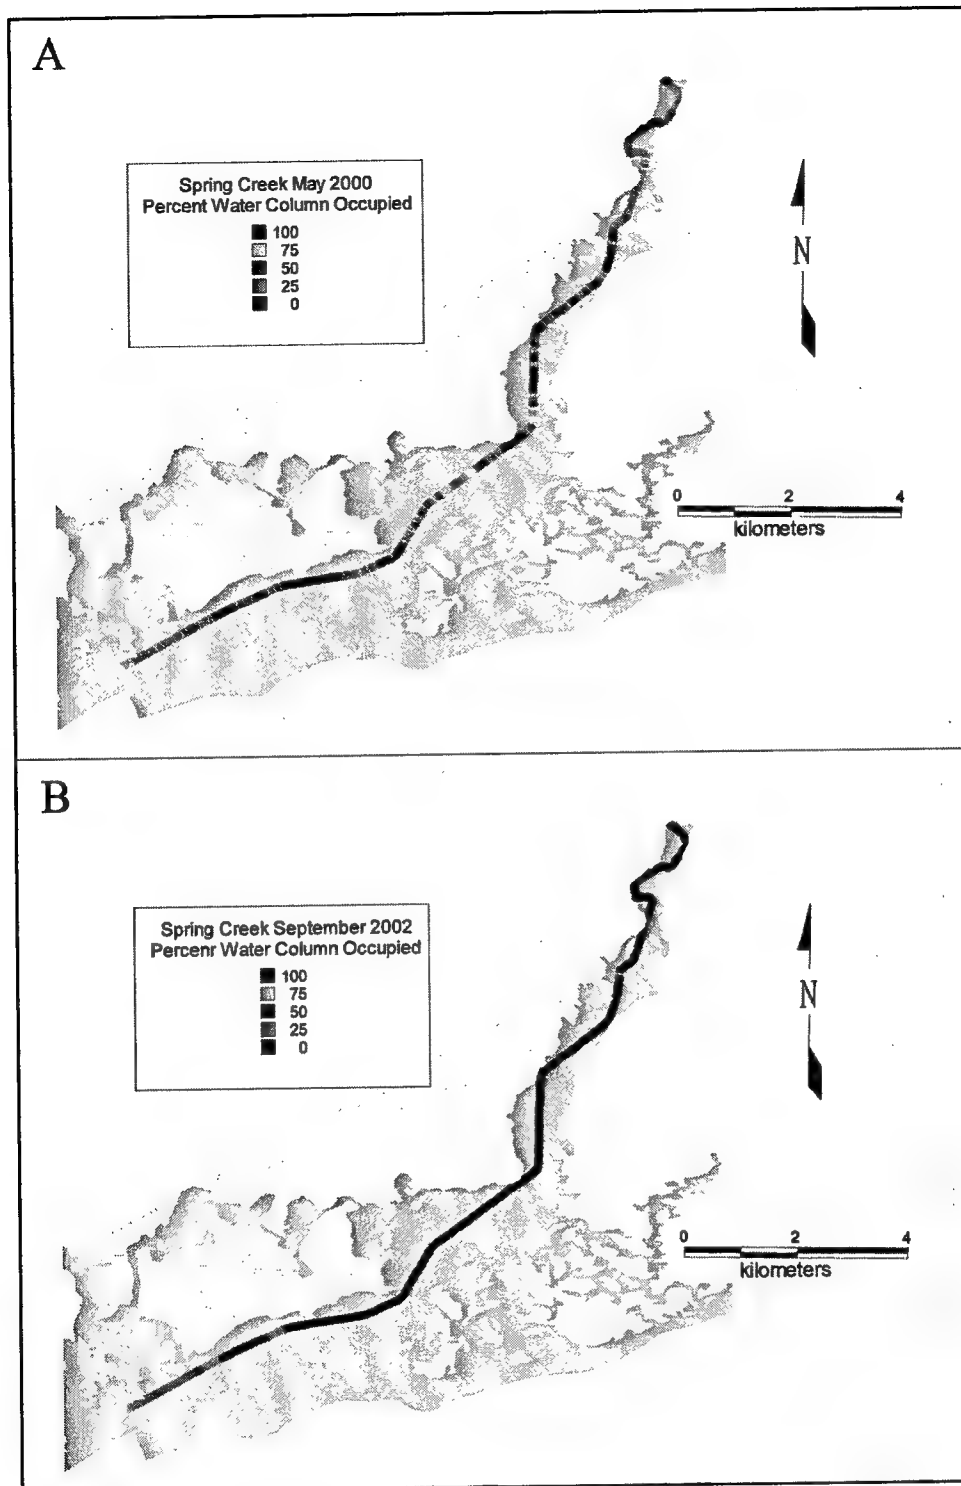 A
Spring Creek May 2000
Percent Water Column Occupied
100
75
50
25
0
N
0 2 4
kilometers
B
Spring Creek September 2002
Percenr Water Column Occupied
100
75
50
25
0
N
0 2 4
kilometers